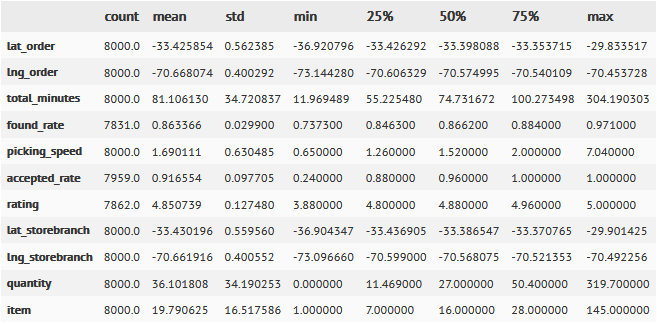 count mean std min 25% 50% 75% max
lat_order 8000.0 -33.425854 0.562385 -36.920796 -33.426292 -33.398088 -33.353715 -29.833517
lng_order 8000.0 -70.668074 0.400292 -73.144280 -70.606329 -70.574995 -70.540109 -70.453728
total_minutes 8000.0 81.106130 34.720837 11.969489 55.225480 74.731672 100.273498 304.190303
found_rate 7831.0 0.863366 0.029900 0.737300 0.846300 0.866200 0.884000 0.971000
picking_speed 8000.0 1.690111 0.630485 0.650000 1.260000 1.520000 2.000000 7.040000
accepted_rate 7959.0 0.916554 0.097705 0.240000 0.880000 0.960000 1.000000 1.000000
rating 7862.0 4.850739 0.127480 3.880000 4.800000 4.880000 4.960000 5.000000
lat_storebranch 8000.0 -33.430196 0.559560 -36.904347 -33.436905 -33.386547 -33.370765 -29.901425
lng_storebranch 8000.0 -70.661916 0.400552 -73.096660 -70.599000 -70.568075 -70.521353 -70.492256
quantity 8000.0 36.101808 34.190253 0.000000 11.469000 27.000000 50.400000 319.700000
item 8000.0 19.790625 16.517586 1.000000 7.000000 16.000000 28.000000 145.000000